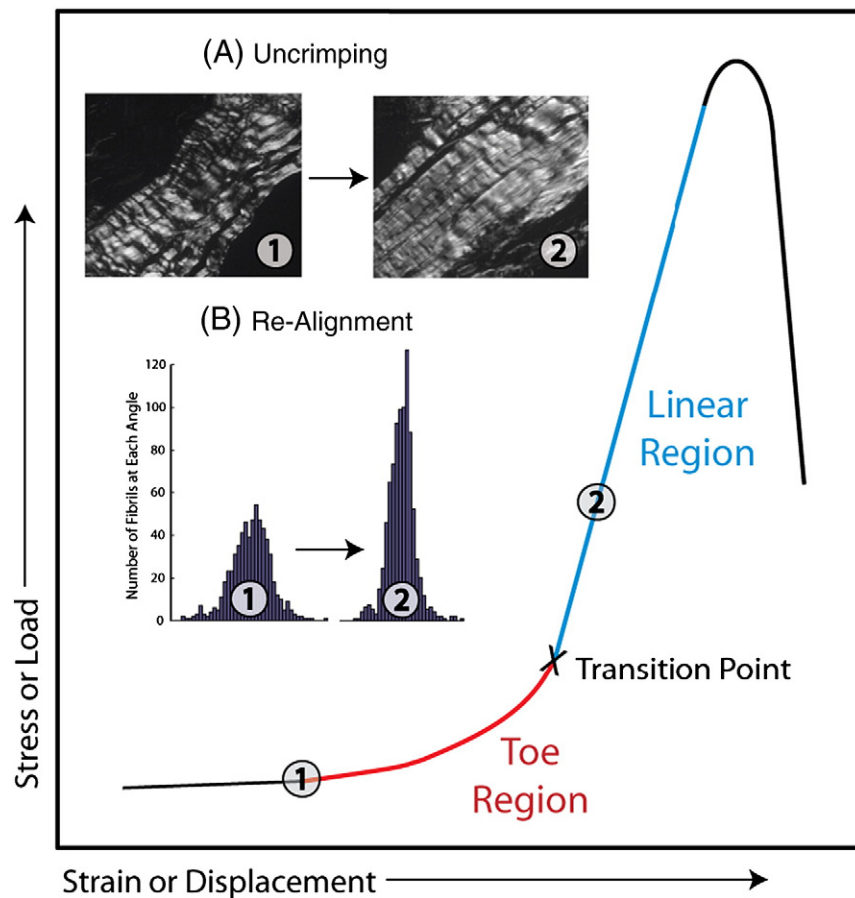 (A) Uncrimping
1
2
(B) Re-Alignment
Number of Fibrils at Each Angle
120
100
80
60
40
20
0
1
2
Linear
Region
2
Transition Point
Toe
Region
1
Stress or Load
Strain or Displacement